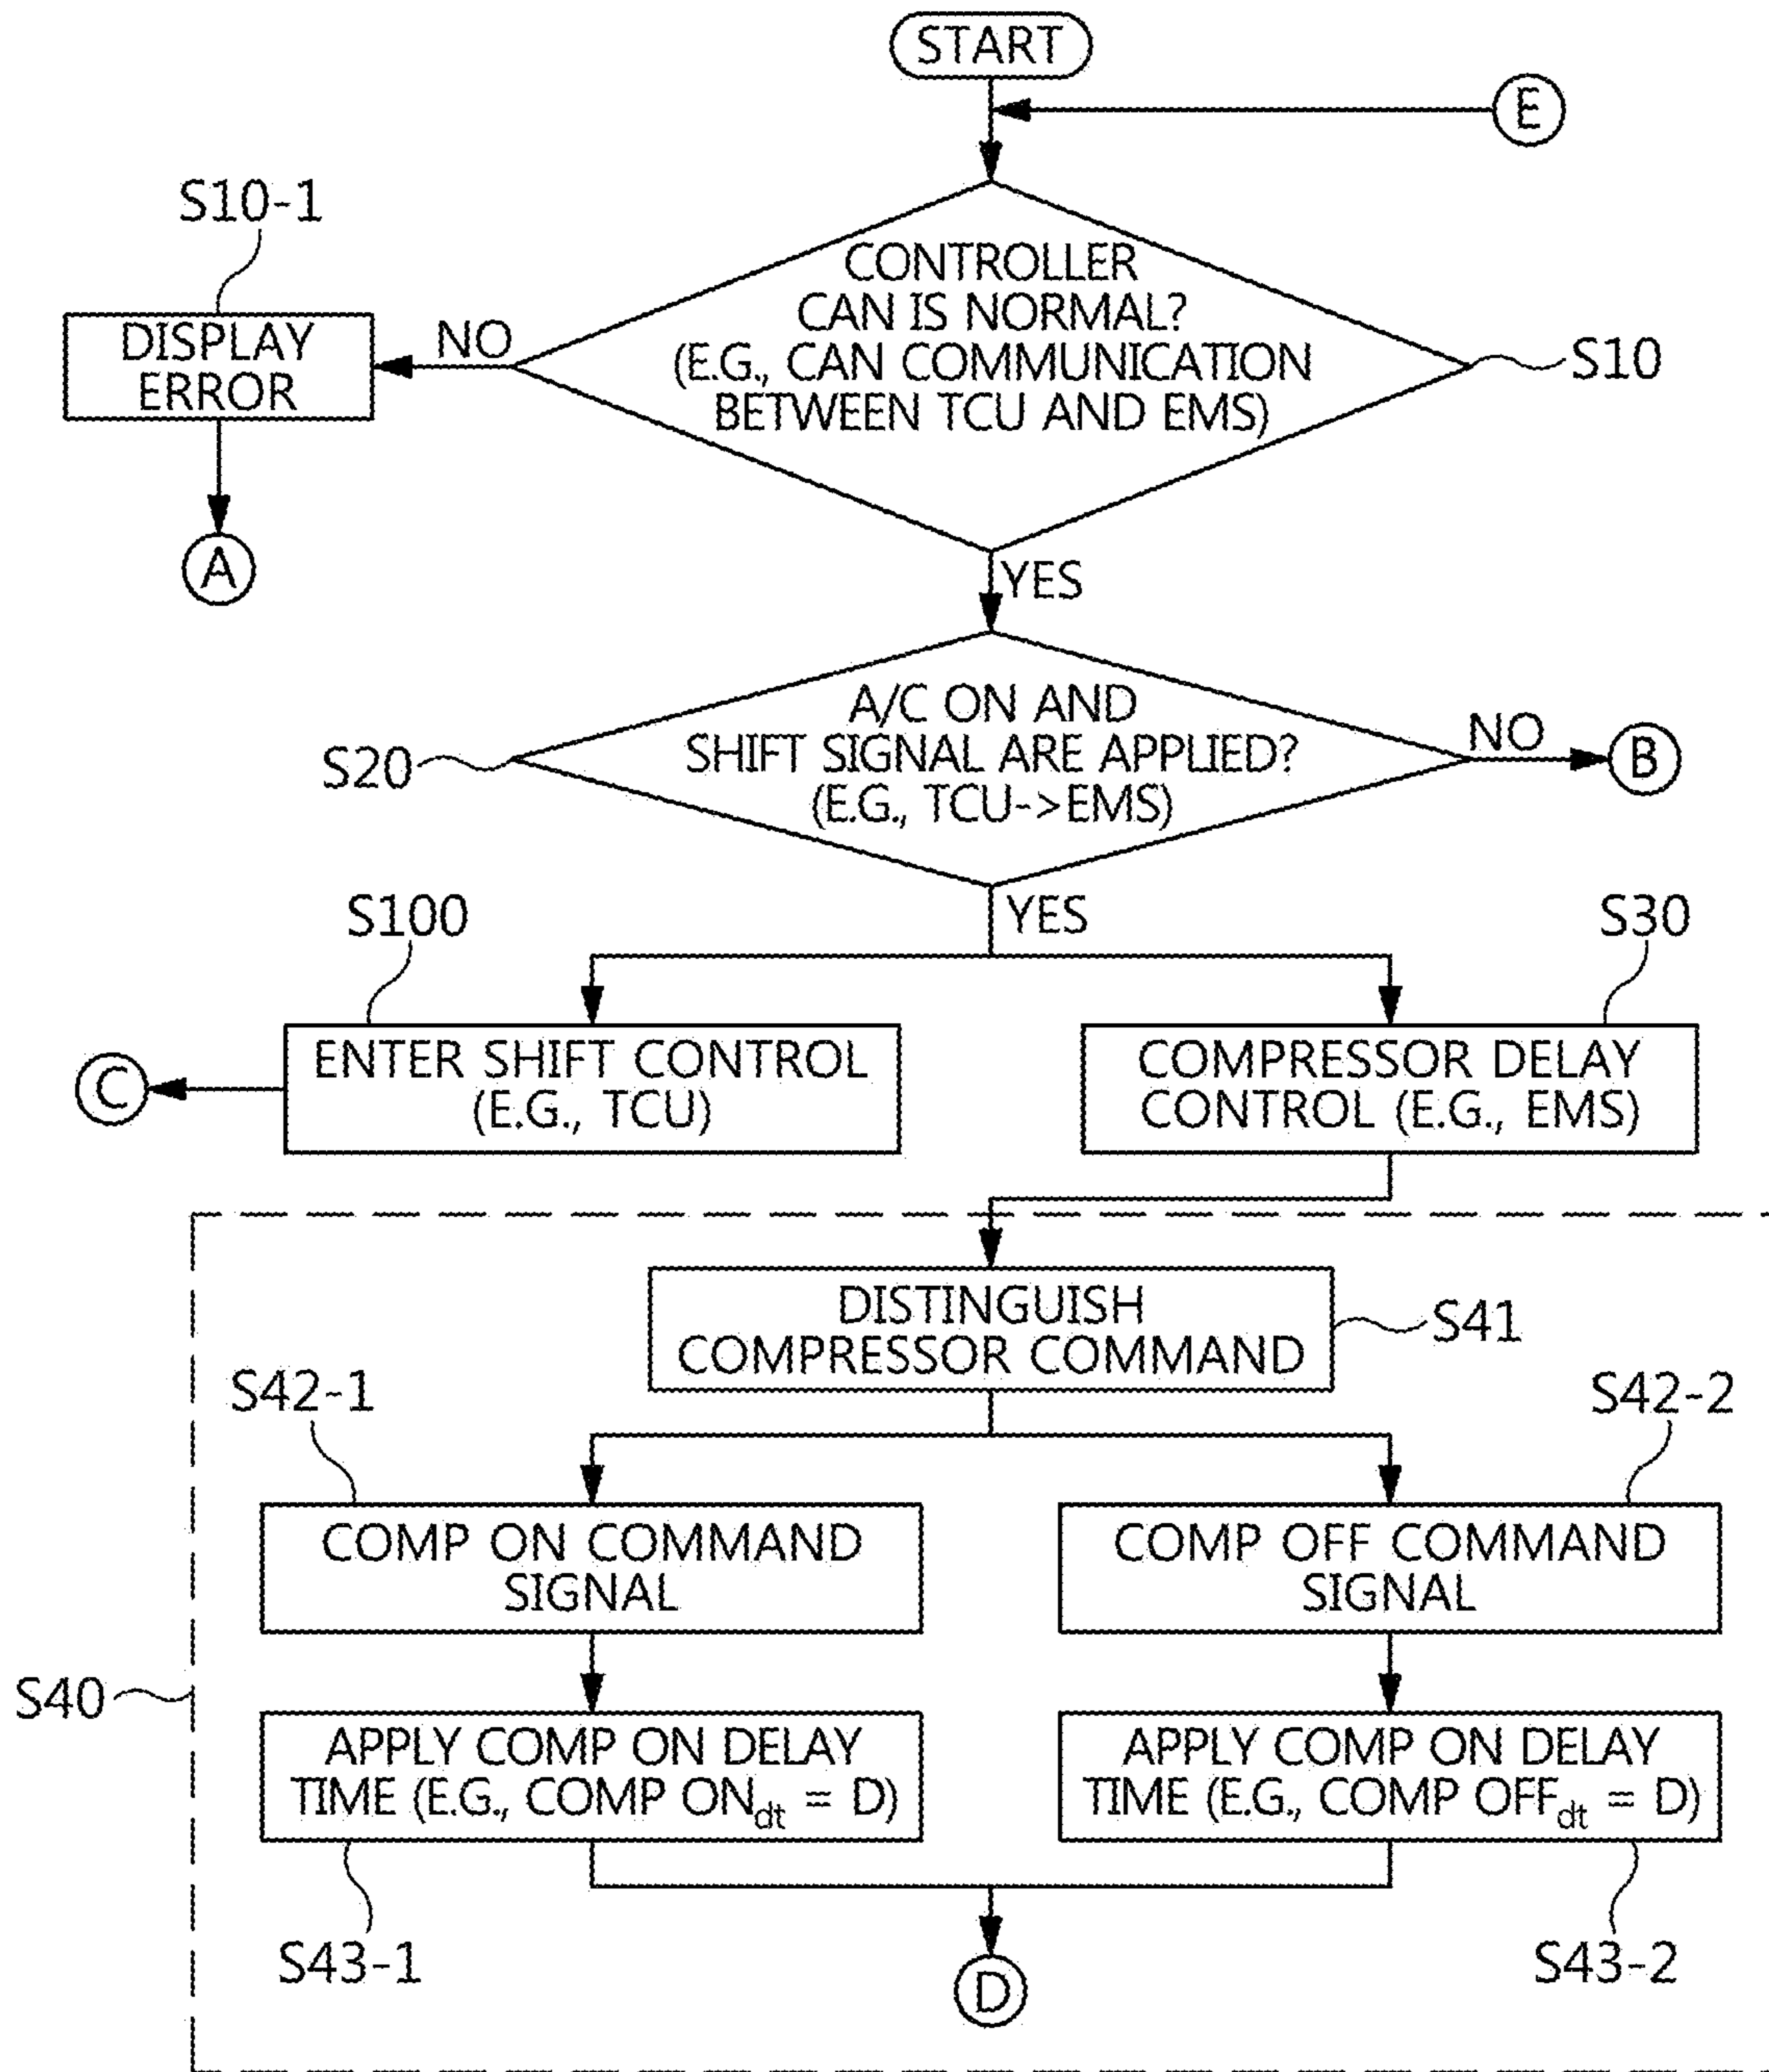 START
E
S10-1
CONTROLLER
CAN IS NORMAL?
(E.G., CAN COMMUNICATION
BETWEEN TCU AND EMS)
S10
DISPLAY
ERROR
NO
A
YES
A/C ON AND
SHIFT SIGNAL ARE APPLIED?
(E.G., TCU->EMS)
S20
NO
B
YES
S100
S30
ENTER SHIFT CONTROL
(E.G., TCU)
C
COMPRESSOR DELAY
CONTROL (E.G., EMS)
DISTINGUISH
COMPRESSOR COMMAND
S41
S42-1
S42-2
COMP ON COMMAND
SIGNAL
COMP OFF COMMAND
SIGNAL
S40
APPLY COMP ON DELAY
TIME (E.G., COMP ONdt = D)
APPLY COMP ON DELAY
TIME (E.G., COMP OFFdt = D)
S43-1
S43-2
D